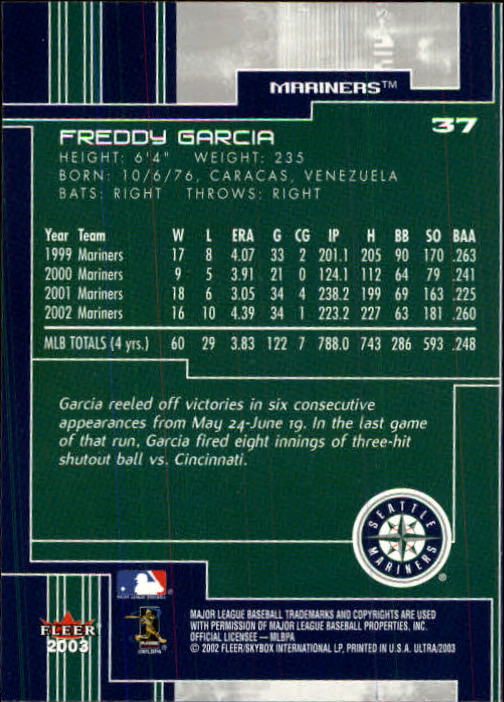 MARINERS™
37
FREDDY GARCIA
HEIGHT: 6'4" WEIGHT: 235
BORN: 10/6/76, CARACAS, VENEZUELA
BATS: RIGHT THROWS: RIGHT
Year Team W L ERA G CG IP H BB SO BAA
1999 Mariners 17 8 4.07 33 2 201.1 205 90 170 .263
2000 Mariners 9 5 3.91 21 0 124.1 112 64 79 .241
2001 Mariners 18 6 3.05 34 4 238.2 199 69 163 .225
2002 Mariners 16 10 4.39 34 1 223.2 227 63 181 .260
MLB TOTALS (4 yrs.) 60 29 3.83 122 7 788.0 743 286 593 .248
Garcia reeled off victories in six consecutive
appearances from May 24-June 19. In the last game
of that run, Garcia fired eight innings of three-hit
shutout ball vs. Cincinnati.
SEATTLE
MARINERS
®
FLEER
2003
MAJOR LEAGUE BASEBALL TRADEMARKS AND COPYRIGHTS ARE USED
WITH PERMISSION OF MAJOR LEAGUE BASEBALL PROPERTIES, INC.
OFFICIAL LICENSEE — MLBPA
© 2002 FLEER/SKYBOX INTERNATIONAL LP, PRINTED IN U.S.A. ULTRA/2003